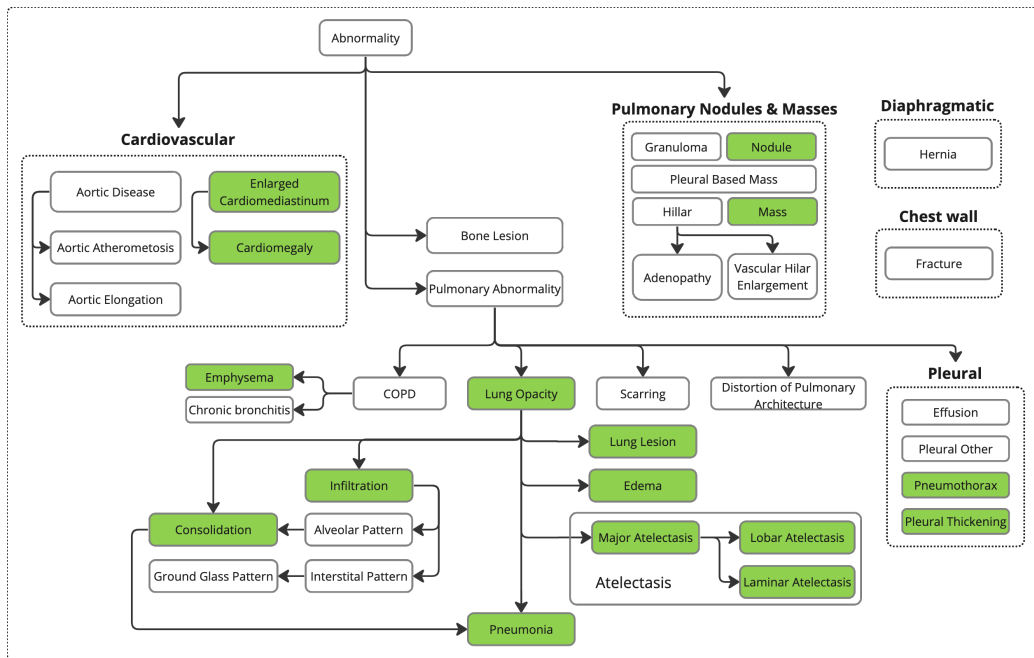 Abnormality
Cardiovascular
Aortic Disease
Enlarged
Cardiomediastinum
Aortic Atherometosis
Cardiomegaly
Aortic Elongation
Bone Lesion
Pulmonary Abnormality
Pulmonary Nodules & Masses
Granuloma
Nodule
Pleural Based Mass
Hillar
Mass
Adenopathy
Vascular Hilar
Enlargement
Diaphragmatic
Hernia
Chest wall
Fracture
Emphysema
Chronic bronchitis
COPD
Lung Opacity
Scarring
Distortion of Pulmonary
Architecture
Pleural
Effusion
Pleural Other
Pneumothorax
Pleural Thickening
Lung Lesion
Infiltration
Edema
Consolidation
Alveolar Pattern
Ground Glass Pattern
Interstital Pattern
Major Atelectasis
Lobar Atelectasis
Atelectasis
Laminar Atelectasis
Pneumonia